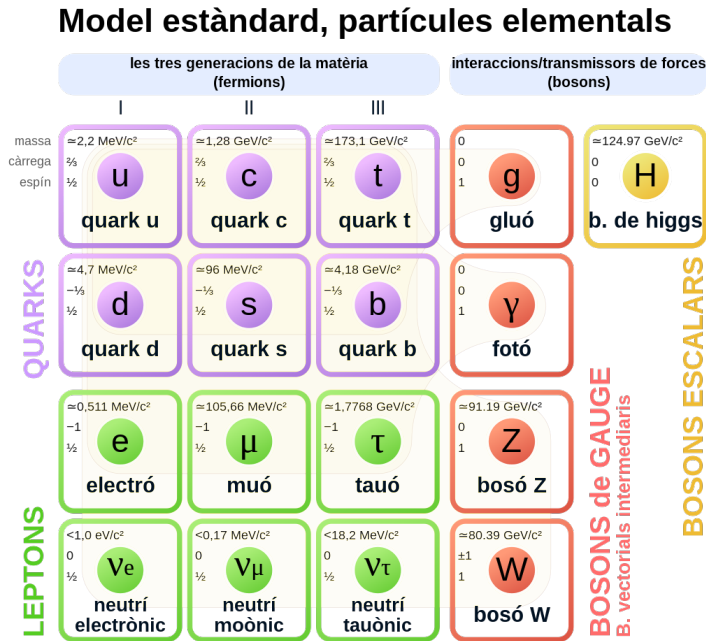 Model estàndard, partícules elementals
les tres generacions de la matèria
(fermions)
interaccions/transmissors de forces
(bosons)
I
II
III
massa
càrrega
espín
≃2,2 MeV/c²
⅔
½
u
quark u
≃1,28 GeV/c²
⅔
½
c
quark c
≃173,1 GeV/c²
⅔
½
t
quark t
0
0
1
g
gluó
≃124.97 GeV/c²
0
0
H
b. de higgs
QUARKS
≃4,7 MeV/c²
−⅓
½
d
quark d
≃96 MeV/c²
−⅓
½
s
quark s
≃4,18 GeV/c²
−⅓
½
b
quark b
0
0
1
γ
fotó
LEPTONS
≃0,511 MeV/c²
−1
½
e
electró
≃105,66 MeV/c²
−1
½
μ
muó
≃1,7768 GeV/c²
−1
½
τ
tauó
≃91.19 GeV/c²
0
1
Z
bosó Z
<1,0 eV/c²
0
½
νe
neutrí
electrònic
<0,17 MeV/c²
0
½
νμ
neutrí
moònic
<18,2 MeV/c²
0
½
ντ
neutrí
tauònic
≃80.39 GeV/c²
±1
1
W
bosó W
BOSONS de GAUGE
B. vectorials intermediaris
BOSONS ESCALARS